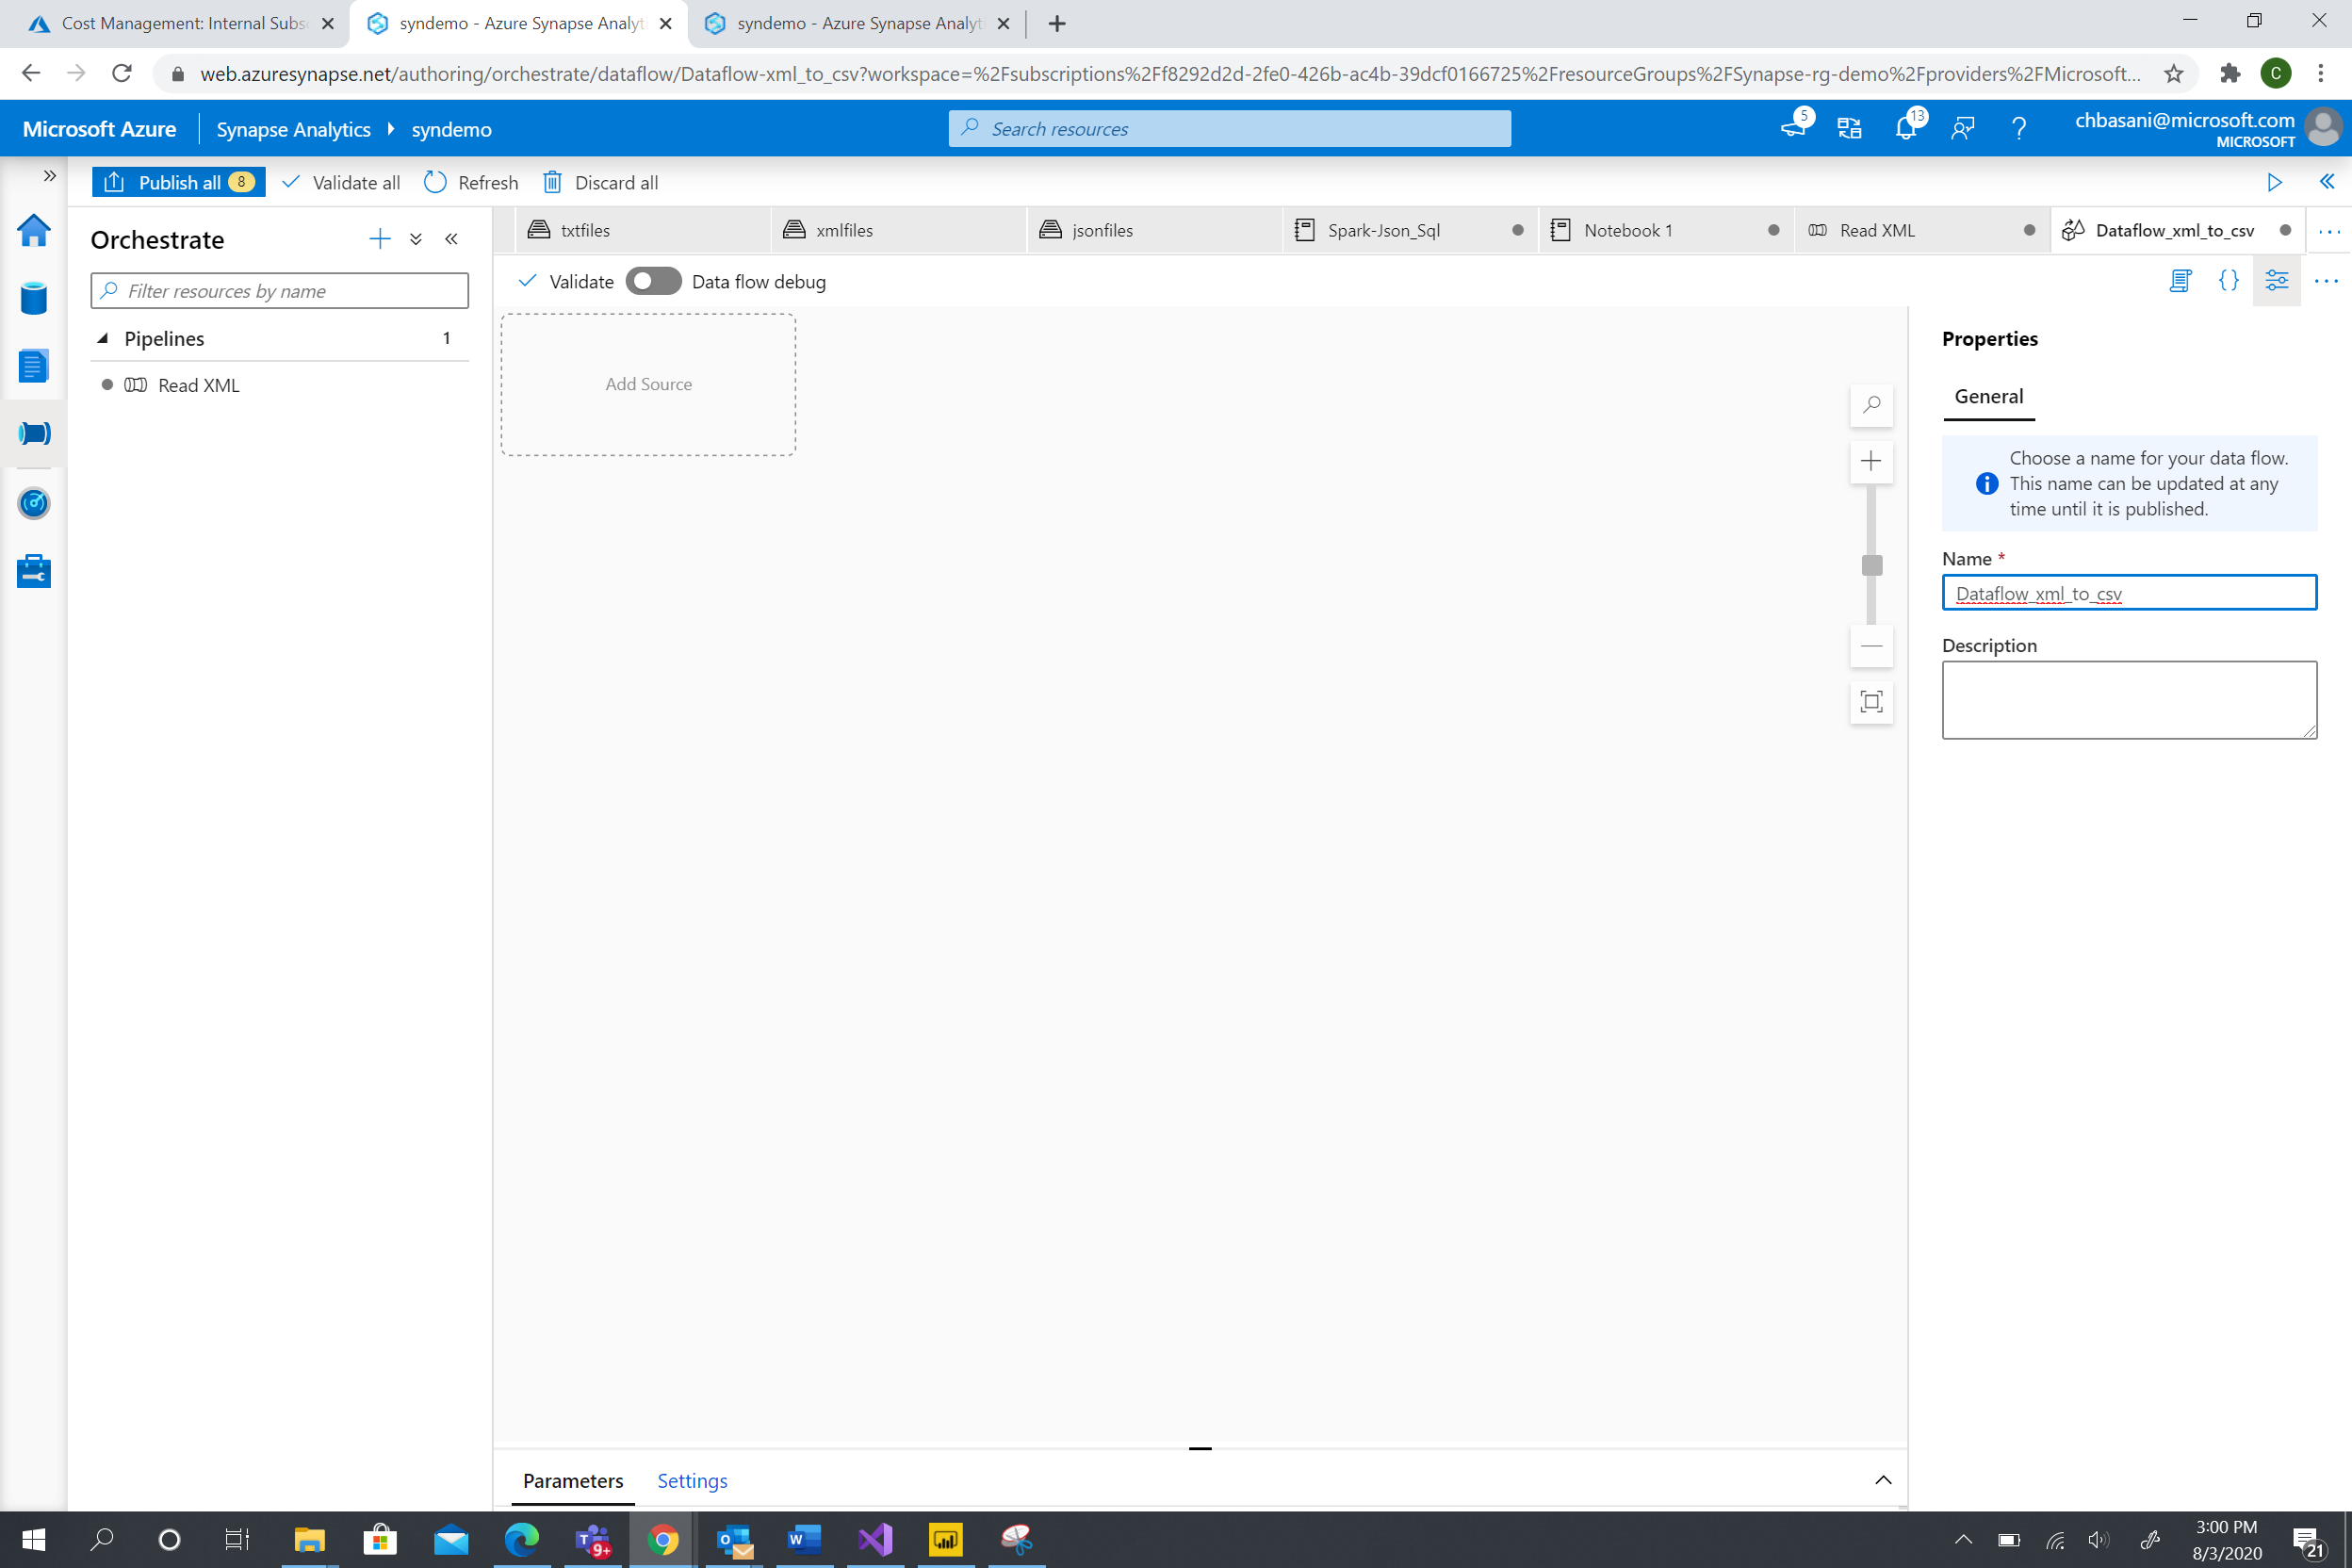 Cost Management: Internal Subs
syndemo - Azure Synapse Analyt
syndemo - Azure Synapse Analyt
web.azuresynapse.net/authoring/orchestrate/dataflow/Dataflow-xml_to_csv?workspace=%2Fsubscriptions%2Ff8292d2d-2fe0-426b-ac4b-39dcf0166725%2FresourceGroups%2FSynapse-rg-demo%2Fproviders%2FMicrosoft...
C
Microsoft Azure
Synapse Analytics
syndemo
Search resources
5
13
chbasani@microsoft.com
MICROSOFT
Publish all 8
Validate all
Refresh
Discard all
Orchestrate
Filter resources by name
Pipelines 1
Read XML
txtfiles
xmlfiles
jsonfiles
Spark-Json_Sql
Notebook 1
Read XML
Dataflow_xml_to_csv
Validate
Data flow debug
Add Source
Properties
General
Choose a name for your data flow.
This name can be updated at any
time until it is published.
Name *
Dataflow_xml_to_csv
Description
Parameters
Settings
9+
3:00 PM
8/3/2020
21